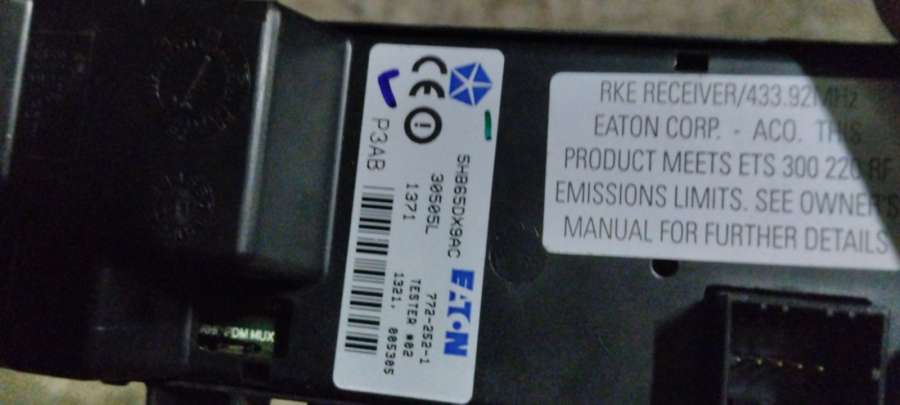 P3AB
5HB65DX9AC
30505L
1371
EATON
772-252-1
TESTER #02
1321, 005305
RKE RECEIVER/433.92MHz
EATON CORP. - ACO. THIS
PRODUCT MEETS ETS 300 220 RF
EMISSIONS LIMITS. SEE OWNER'S
MANUAL FOR FURTHER DETAILS
PDM MUX